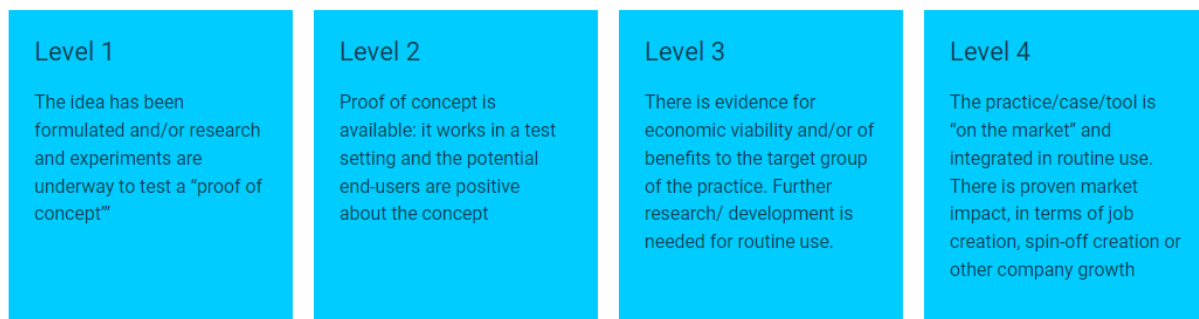 Level 1
The idea has been
formulated and/or research
and experiments are
underway to test a “proof of
concept”’
Level 2
Proof of concept is
available: it works in a test
setting and the potential
end-users are positive
about the concept
Level 3
There is evidence for
economic viability and/or of
benefits to the target group
of the practice. Further
research/ development is
needed for routine use.
Level 4
The practice/case/tool is
“on the market” and
integrated in routine use.
There is proven market
impact, in terms of job
creation, spin-off creation or
other company growth